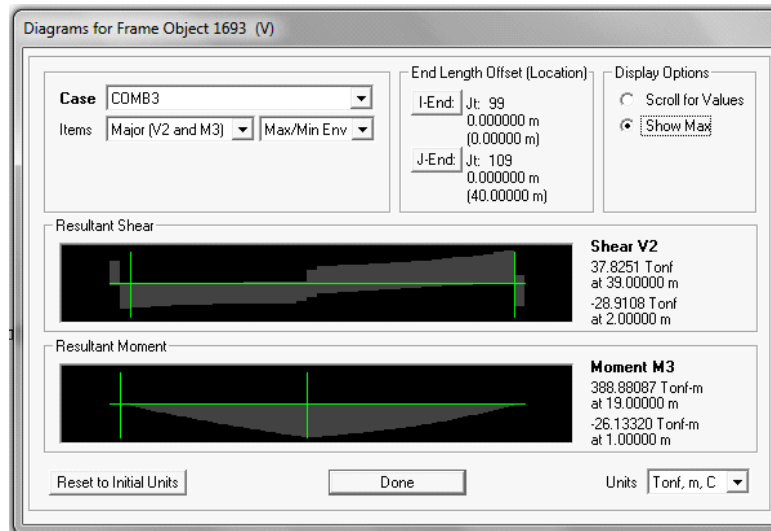 Diagrams for Frame Object 1693 (V)
Case COMB3
Items Major (V2 and M3) Max/Min Env
End Length Offset (Location)
I-End: Jt: 99
0.000000 m
(0.00000 m)
J-End: Jt: 109
0.000000 m
(40.00000 m)
Display Options
Scroll for Values
Show Max
Resultant Shear
Shear V2
37.8251 Tonf
at 39.00000 m
-28.9108 Tonf
at 2.00000 m
Resultant Moment
Moment M3
388.88087 Tonf-m
at 19.00000 m
-26.13320 Tonf-m
at 1.00000 m
Reset to Initial Units
Done
Units Tonf, m, C